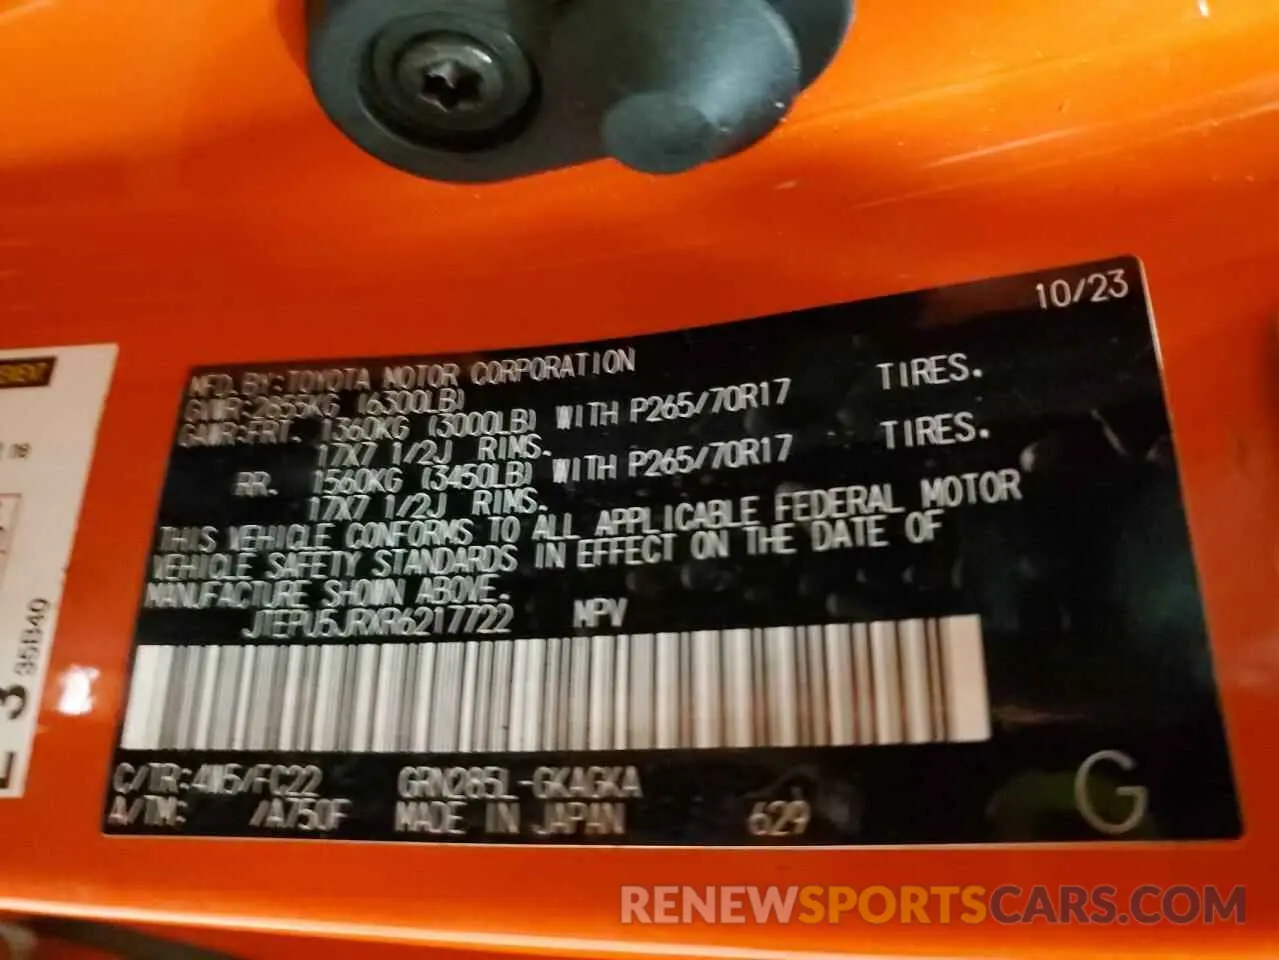 10/23
MFD. BY: TOYOTA MOTOR CORPORATION
GVWR: 2855KG (6300LB)
GAWR: FRT. 1360KG (3000LB) WITH P265/70R17 TIRES.
17X7 1/2J RIMS.
RR. 1560KG (3450LB) WITH P265/70R17 TIRES.
17X7 1/2J RIMS.
THIS VEHICLE CONFORMS TO ALL APPLICABLE FEDERAL MOTOR
VEHICLE SAFETY STANDARDS IN EFFECT ON THE DATE OF
MANUFACTURE SHOWN ABOVE.
JTEPU5JRXR6217722 MPV
C/TR: 4W5/FC22 GRN285L-GKAGKA
A/TM: /A750F MADE IN JAPAN 629 G
3
35B40
RENEWSPORTSCARS.COM